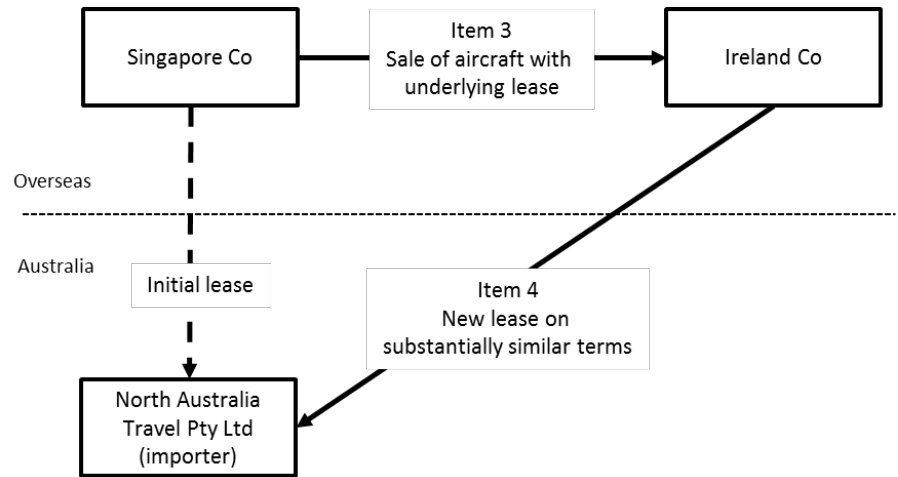 Singapore Co
Item 3
Sale of aircraft with
underlying lease
Ireland Co
Overseas
Australia
Initial lease
Item 4
New lease on
substantially similar terms
North Australia
Travel Pty Ltd
(importer)